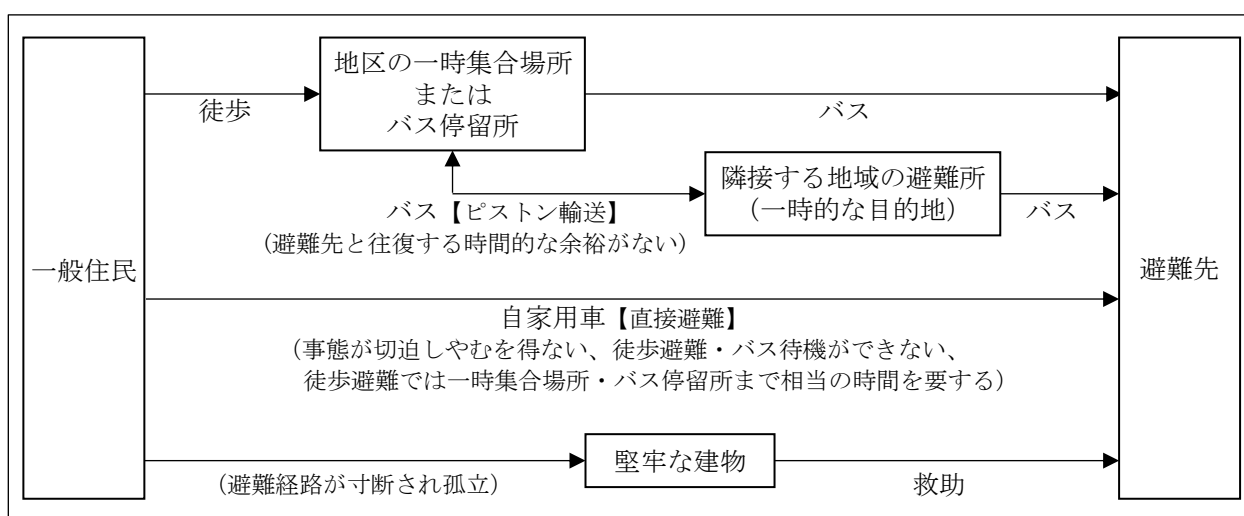 一般住民
徒歩
地区の一時集合場所
または
バス停留所
バス
バス【ピストン輸送】
（避難先と往復する時間的な余裕がない）
隣接する地域の避難所
（一時的な目的地）
バス
自家用車【直接避難】
（事態が切迫しやむを得ない、徒歩避難・バス待機ができない、
徒歩避難では一時集合場所・バス停留所まで相当の時間を要する）
（避難経路が寸断され孤立）
堅牢な建物
救助
避難先